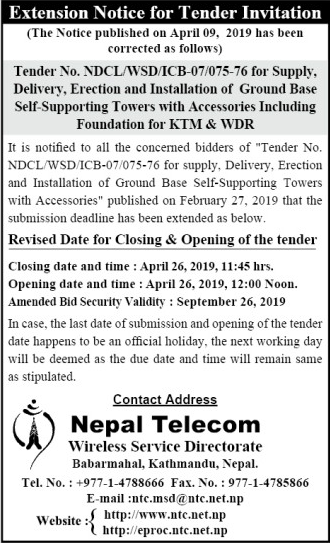 Extension Notice for Tender Invitation
(The Notice published on April 09, 2019 has been
corrected as follows)
Tender No. NDCL/WSD/ICB-07/075-76 for Supply,
Delivery, Erection and Installation of Ground Base
Self-Supporting Towers with Accessories Including
Foundation for KTM & WDR
It is notified to all the concerned bidders of "Tender No.
NDCL/WSD/ICB-07/075-76 for supply, Delivery, Erection
and Installation of Ground Base Self-Supporting Towers
with Accessories" published on February 27, 2019 that the
submission deadline has been extended as below.
Revised Date for Closing & Opening of the tender
Closing date and time : April 26, 2019, 11:45 hrs.
Opening date and time : April 26, 2019, 12:00 Noon.
Amended Bid Security Validity : September 26, 2019
In case, the last date of submission and opening of the tender
date happens to be an official holiday, the next working day
will be deemed as the due date and time will remain same
as stipulated.
Contact Address
Nepal Telecom
Wireless Service Directorate
Babarmahal, Kathmandu, Nepal.
Tel. No. : +977-1-4788666 Fax. No. : 977-1-4785866
E-mail :ntc.msd@ntc.net.np
Website :{ http://www.ntc.net.np
http://eproc.ntc.net.np